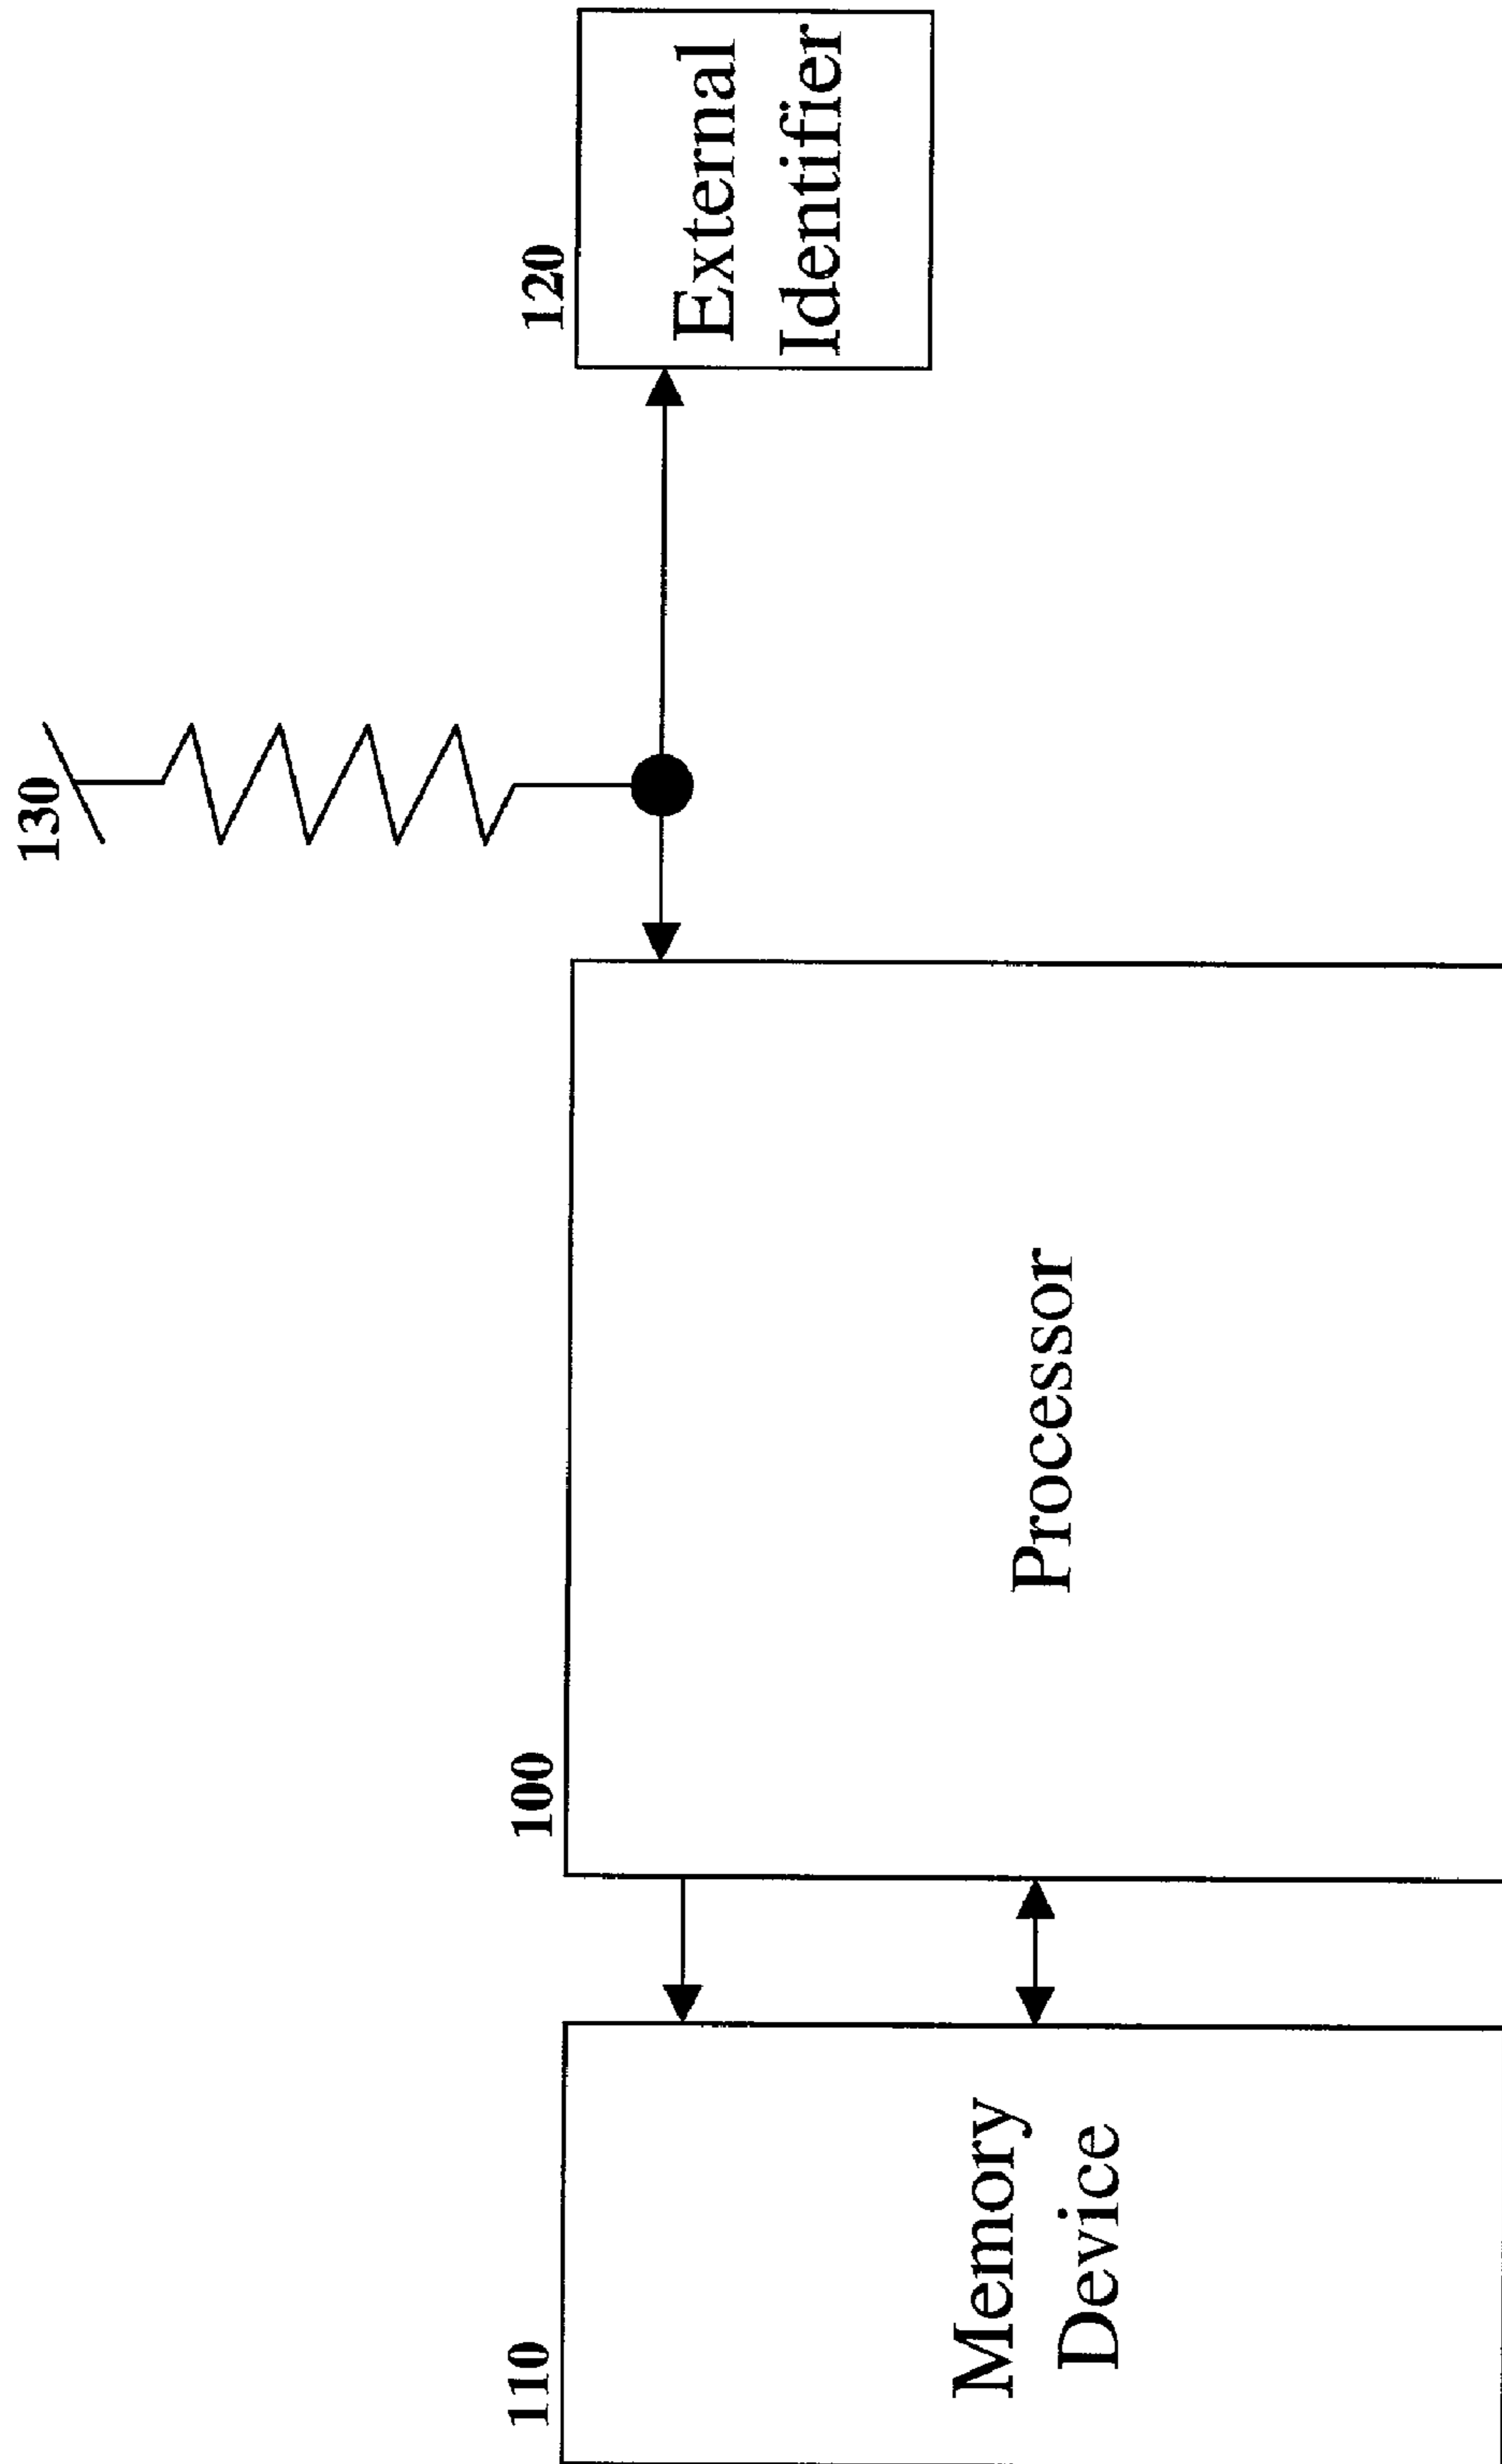 130
120
External
Identifier
100
Processor
110
Memory
Device